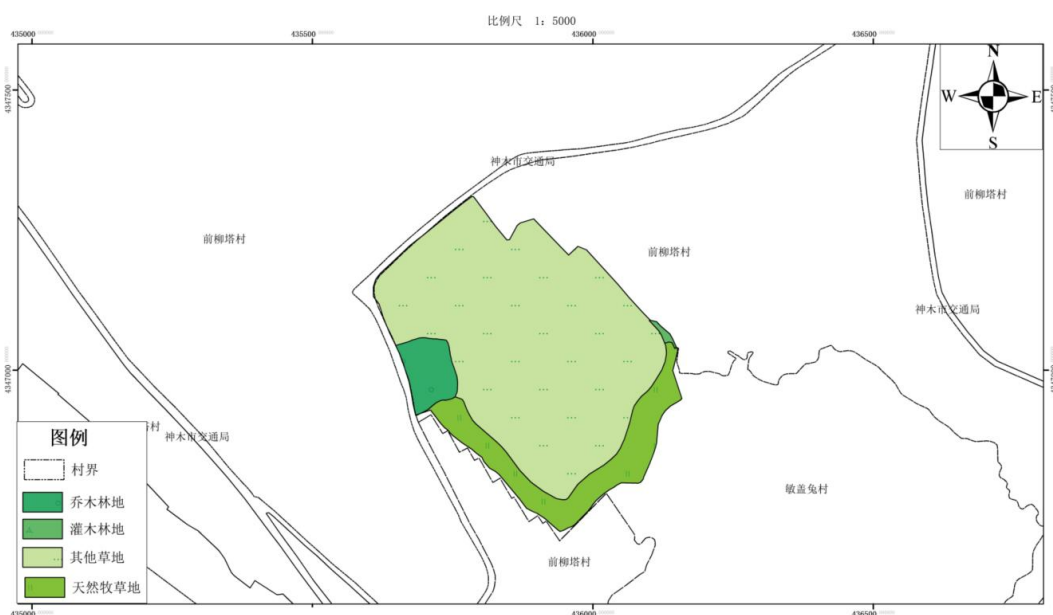 比例尺 1：5000
435000
435500
436000
436500
4347500
N
W
E
S
神木市交通局
前柳塔村
前柳塔村
前柳塔村
神木市交通局
4347000
村
神木市交通局
敏盖兔村
前柳塔村
图例
村界
乔木林地
灌木林地
其他草地
天然牧草地
435000
435500
436000
436500